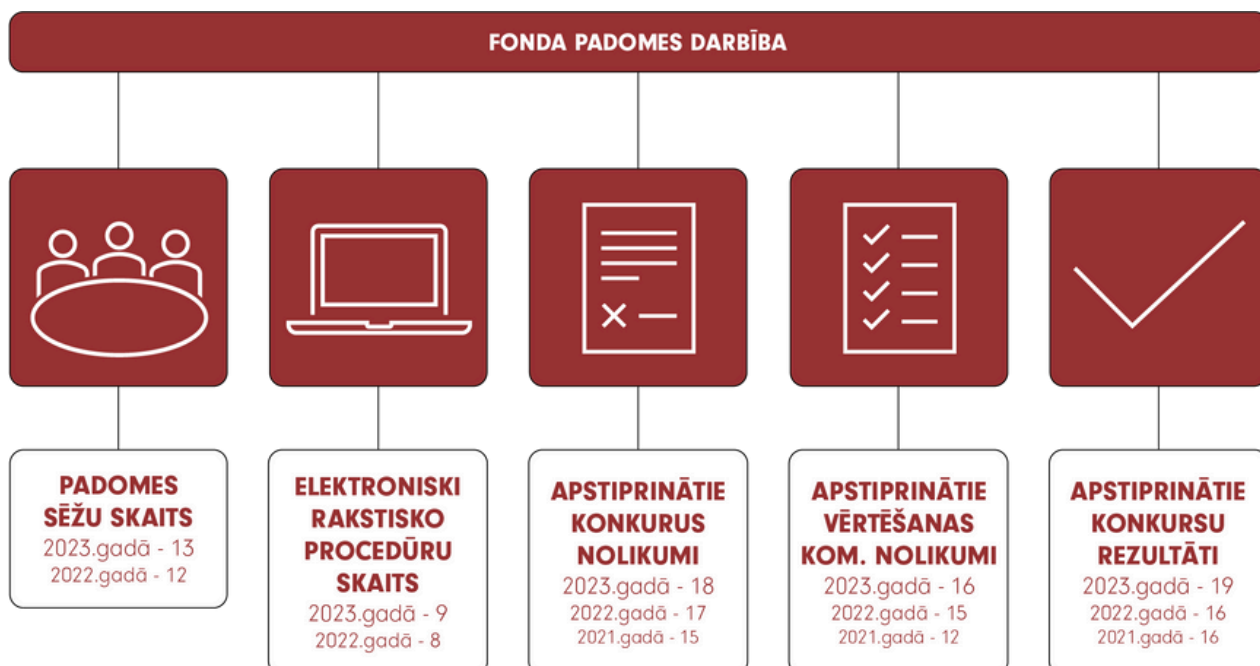 FONDA PADOMES DARBĪBA
PADOMES
SĒŽU SKAITS
2023.gadā - 13
2022.gadā - 12
ELEKTRONISKI
RAKSTISKO
PROCEDŪRU
SKAITS
2023.gadā - 9
2022.gadā - 8
APSTIPRINĀTIE
KONKURUS
NOLIKUMI
2023.gadā - 18
2022.gadā - 17
2021.gadā - 15
APSTIPRINĀTIE
VĒRTĒŠANAS
KOM. NOLIKUMI
2023.gadā - 16
2022.gadā - 15
2021.gadā - 12
APSTIPRINĀTIE
KONKURSU
REZULTĀTI
2023.gadā - 19
2022.gadā - 16
2021.gadā - 16